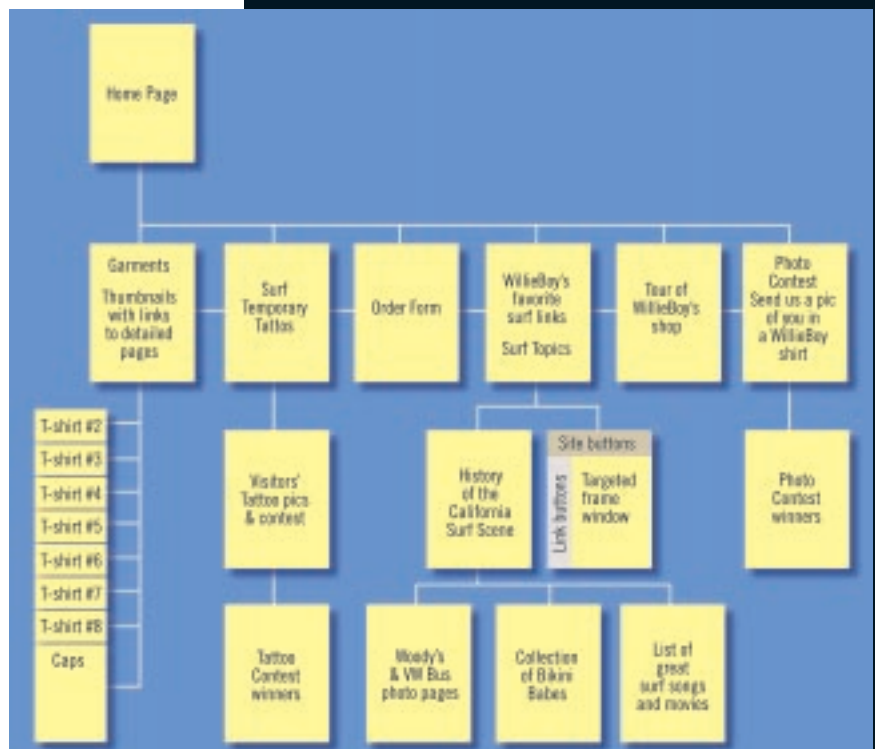 Home Page
Garments
Thumbnails
with links
to detailed
pages
Surf
Temporary
Tattos
Order Form
WillieBoy's
favorite
surf links
Surf Topics
Tour of
WillieBoy's
shop
Photo
Contest
Send us a pic
of you in
a WillieBoy
shirt
T-shirt #2
T-shirt #3
T-shirt #4
T-shirt #5
T-shirt #6
T-shirt #7
T-shirt #8
Caps
Visitors'
Tattoo pics
& contest
History
of the
California
Surf Scene
Site buttons
Link buttons
Targeted
frame
window
Photo
Contest
winners
Tattoo
Contest
winners
Woody's
& VW Bus
photo pages
Collection
of Bikini
Babes
List of
great
surf songs
and movies